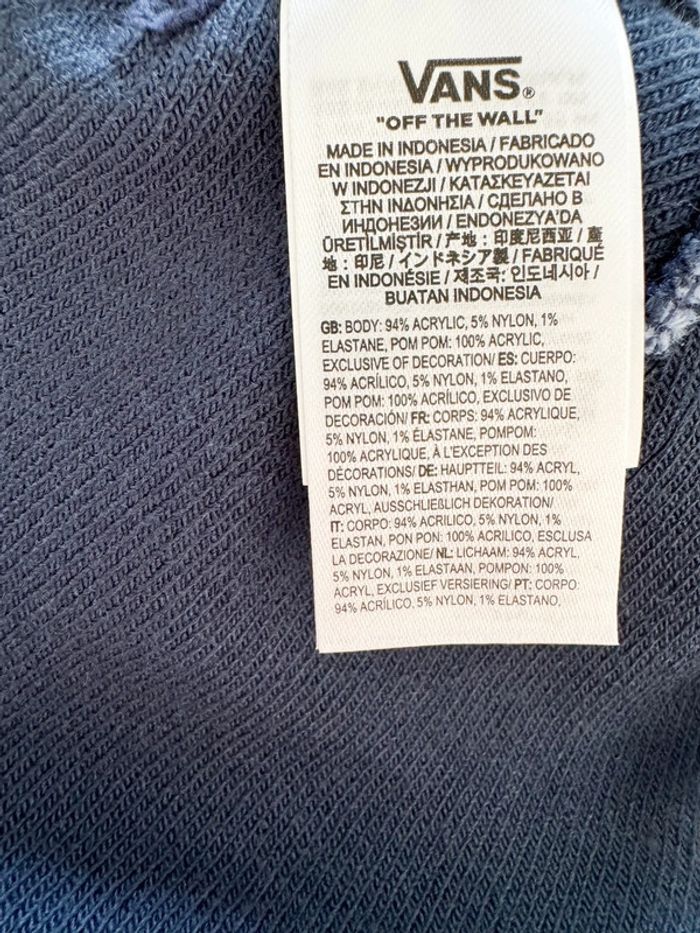 VANS®
"OFF THE WALL"
MADE IN INDONESIA / FABRICADO
EN INDONESIA / WYPRODUKOWANO
W INDONEZJI / ΚΑΤΑΣΚΕΥΑΖΕΤΑΙ
ΣΤΗΝ ΙΝΔΟΝΗΣΙΑ / СДЕЛАНО В
ИНДОНЕЗИИ / ENDONEZYA'DA
ÜRETİLMİŞTİR / 产地 : 印度尼西亚 / 產
地 : 印尼 / インドネシア製 / FABRIQUÉ
EN INDONÉSIE / 제조국: 인도네시아 /
BUATAN INDONESIA
GB: BODY: 94% ACRYLIC, 5% NYLON, 1%
ELASTANE, POM POM: 100% ACRYLIC,
EXCLUSIVE OF DECORATION/ ES: CUERPO:
94% ACRÍLICO, 5% NYLON, 1% ELASTANO,
POM POM: 100% ACRÍLICO, EXCLUSIVO DE
DECORACIÓN/ FR: CORPS: 94% ACRYLIQUE,
5% NYLON, 1% ÉLASTANE, POMPOM:
100% ACRYLIQUE, À L'EXCEPTION DES
DÉCORATIONS/ DE: HAUPTTEIL: 94% ACRYL,
5% NYLON, 1% ELASTHAN, POM POM: 100%
ACRYL, AUSSCHLIEßLICH DEKORATION/
IT: CORPO: 94% ACRILICO, 5% NYLON, 1%
ELASTAN, PON PON: 100% ACRILICO, ESCLUSA
LA DECORAZIONE/ NL: LICHAAM: 94% ACRYL,
5% NYLON, 1% ELASTAAN, POMPON: 100%
ACRYL, EXCLUSIEF VERSIERING/ PT: CORPO:
94% ACRÍLICO, 5% NYLON, 1% ELASTANO,